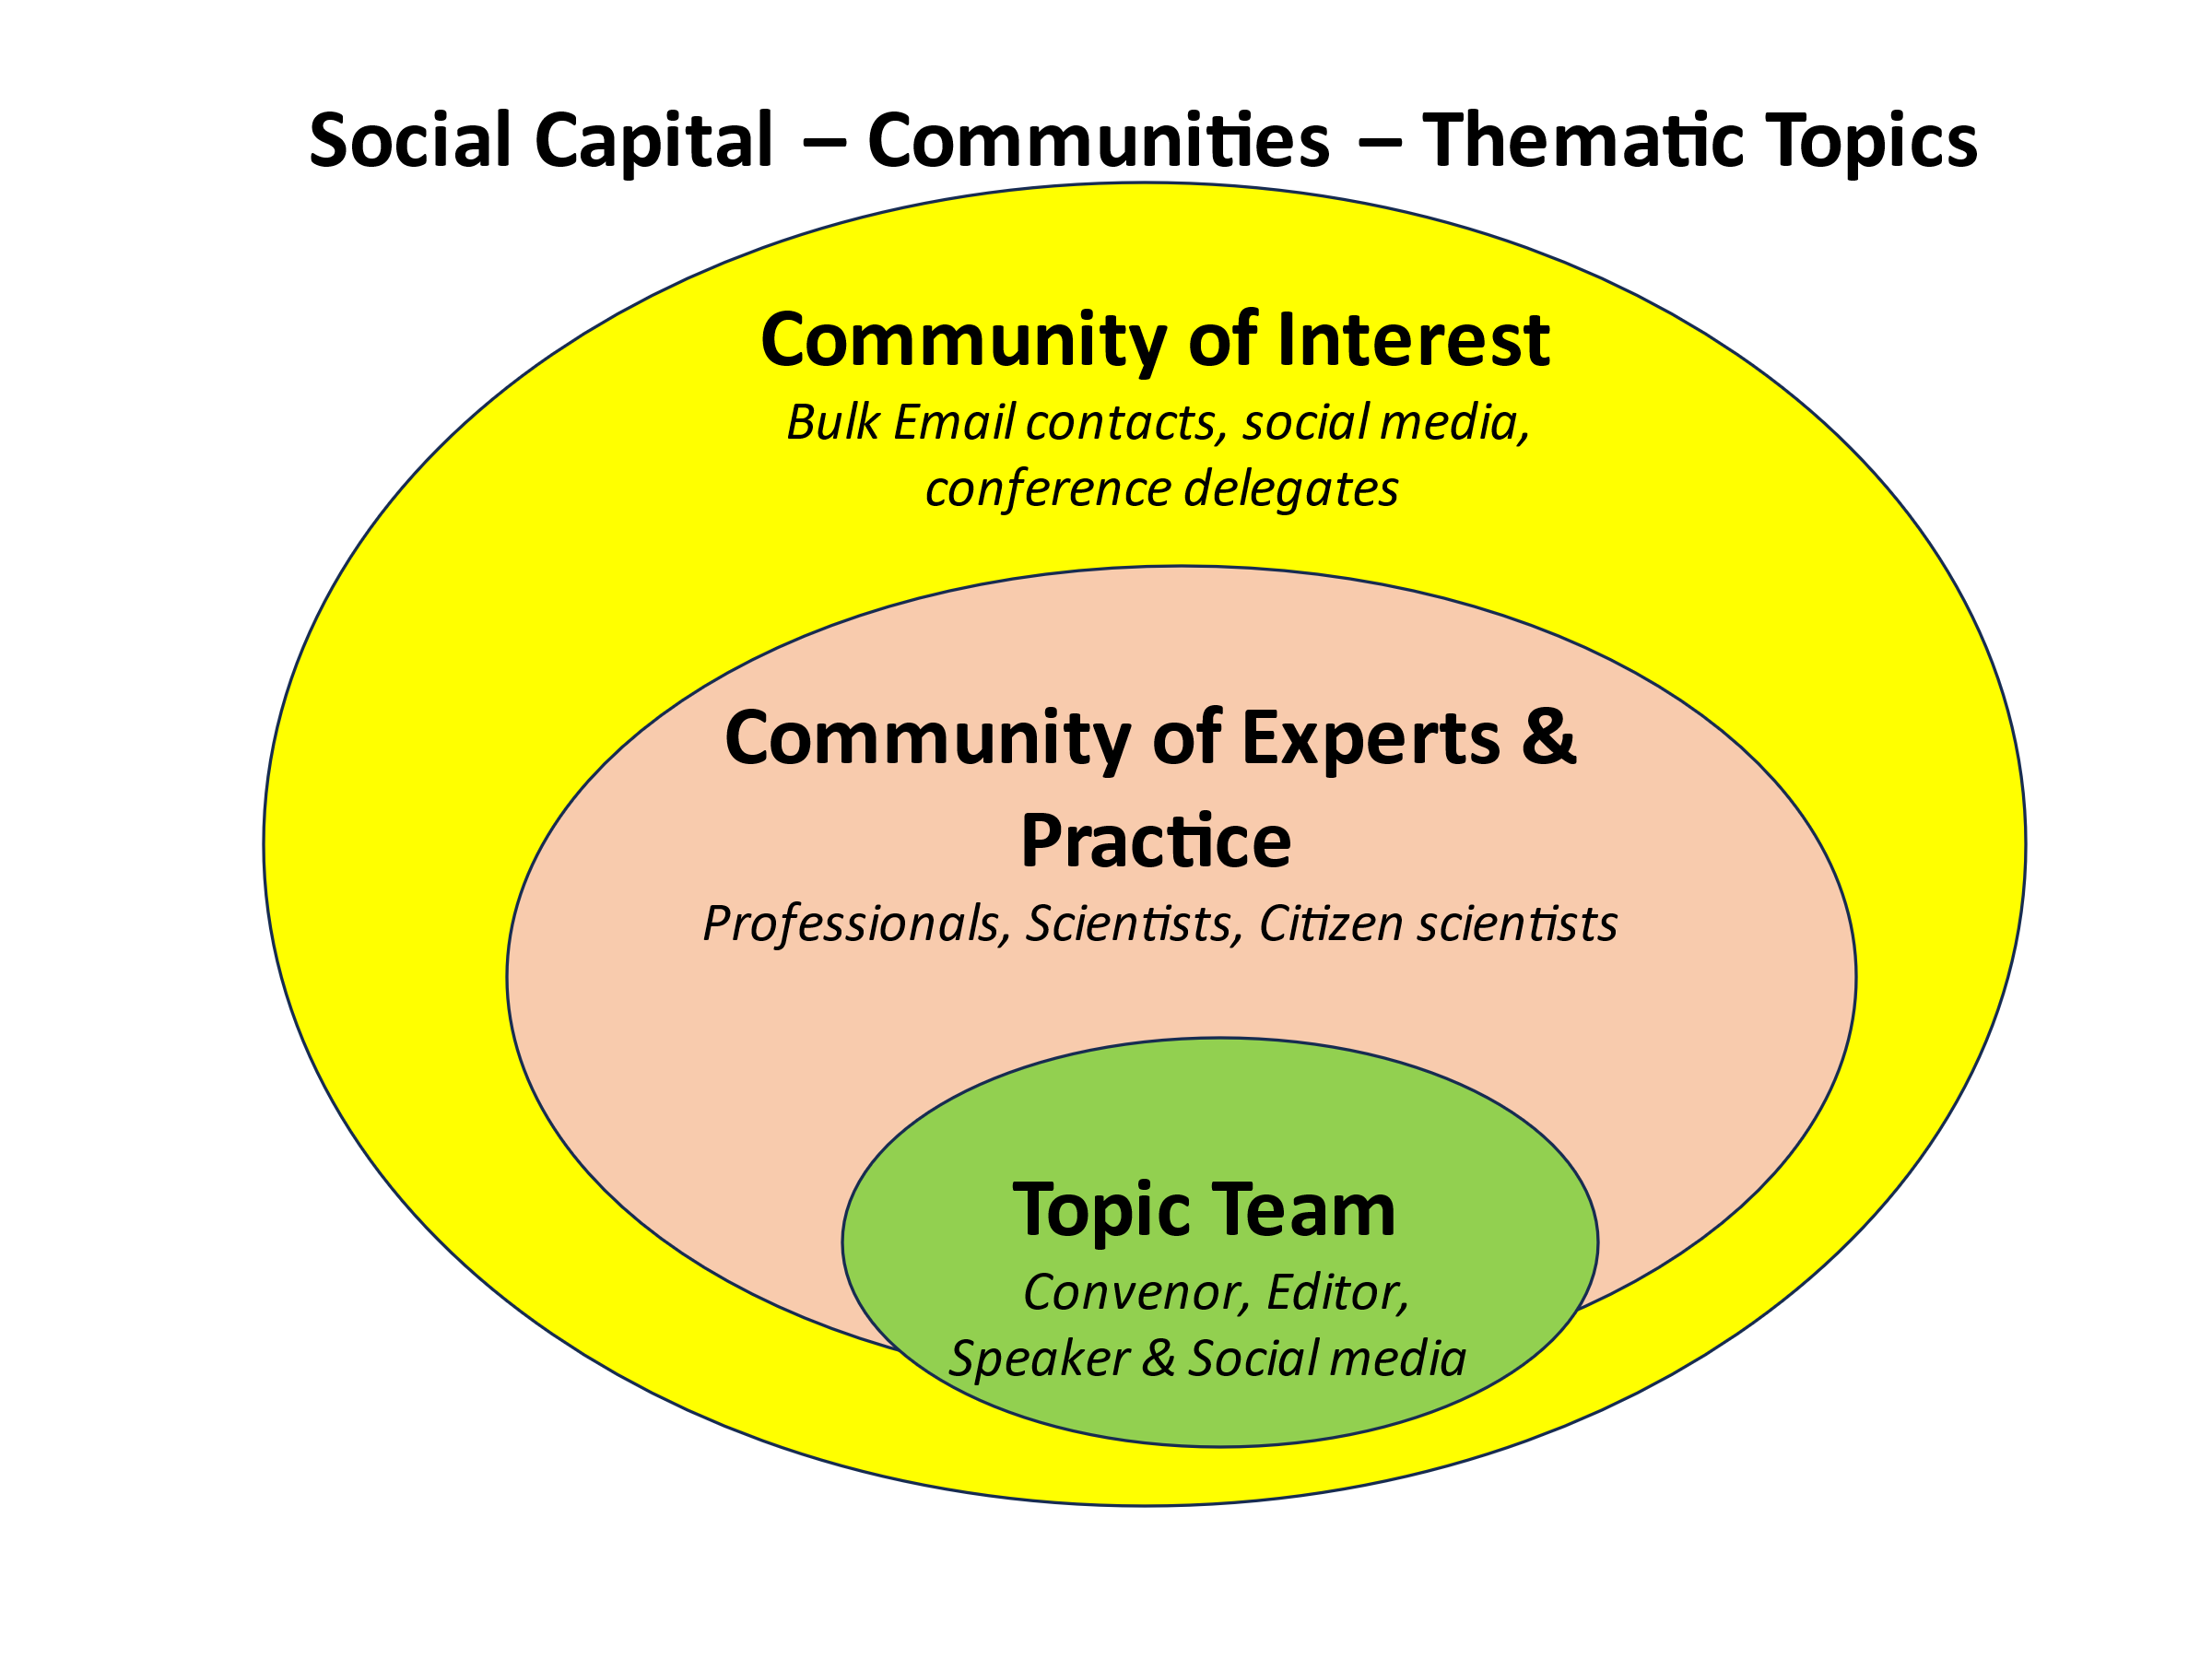 Social Capital – Communities – Thematic Topics
Community of Interest
Bulk Email contacts, social media,
conference delegates
Community of Experts &
Practice
Professionals, Scientists, Citizen scientists
Topic Team
Convenor, Editor,
Speaker & Social media